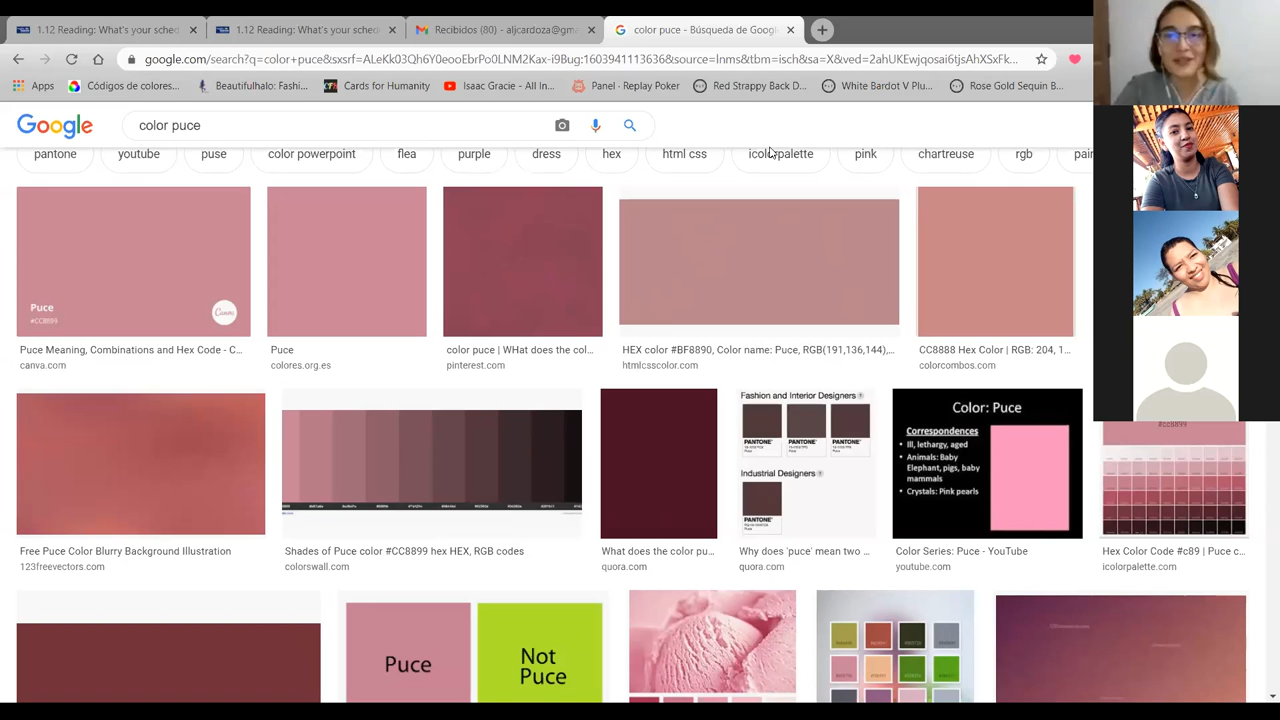 1.12 Reading: What's your sched
1.12 Reading: What's your sched
Recibidos (80) - aljcardoza@gma
color puce - Búsqueda de Google
google.com/search?q=color+puce&sxsrf=ALeKk03Qh6Y0eooEbrPo0LNM2Kax-i9Bug:1603941113636&source=lnms&tbm=isch&sa=X&ved=2ahUKEwjqosai6tjsAhXSxFk...
Apps
Códigos de colores...
Beautifulhalo: Fashi...
Cards for Humanity
Isaac Gracie - All In...
Panel · Replay Poker
Red Strappy Back D...
White Bardot V Plu...
Rose Gold Sequin B...
Google
color puce
pantone
youtube
puse
color powerpoint
flea
purple
dress
hex
html css
icolorpalette
pink
chartreuse
rgb
pain
Puce
#CC8899
Canva
Puce Meaning, Combinations and Hex Code - C...
canva.com
Puce
colores.org.es
color puce | WHat does the col...
pinterest.com
HEX color #BF8890, Color name: Puce, RGB(191,136,144),...
htmlcsscolor.com
CC8888 Hex Color | RGB: 204, 1...
colorcombos.com
Free Puce Color Blurry Background Illustration
123freevectors.com
Shades of Puce color #CC8899 hex HEX, RGB codes
colorswall.com
What does the color pu...
quora.com
Fashion and Interior Designers
PANTONE
PANTONE
PANTONE
Industrial Designers
PANTONE
Why does 'puce' mean two ...
quora.com
Color: Puce
Correspondences
• Ill, lethargy, aged
• Animals: Baby
Elephant, pigs, baby
mammals
• Crystals: Pink pearls
Color Series: Puce - YouTube
youtube.com
#cc8899
Hex Color Code #c89 | Puce c...
icolorpalette.com
Puce
Not
Puce